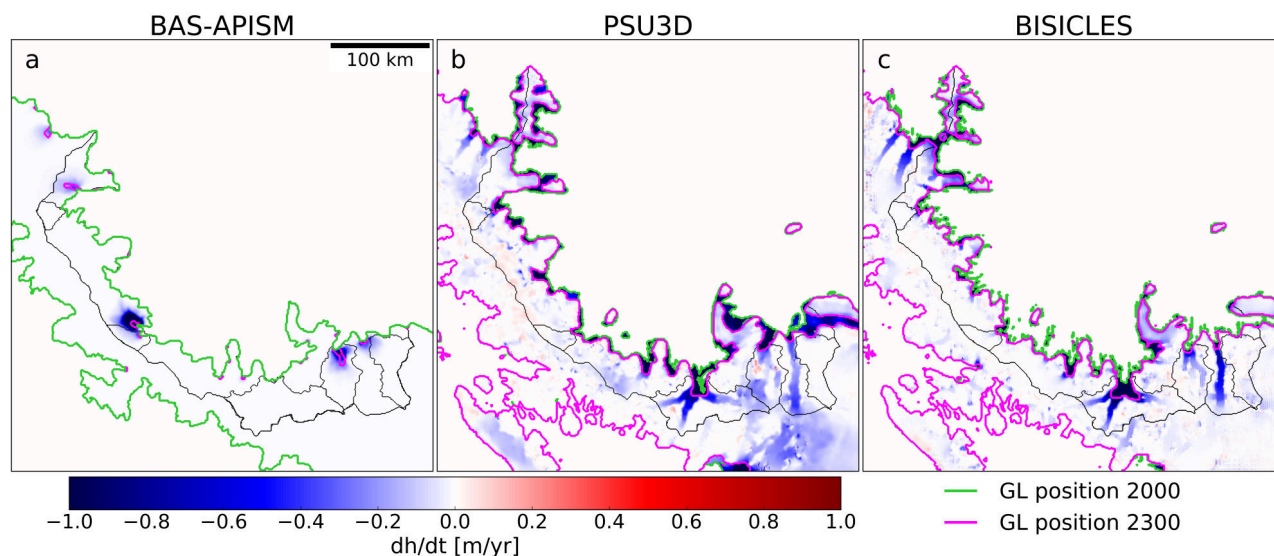 BAS-APISM
PSU3D
BISICLES
a
100 km
b
c
−1.0 −0.8 −0.6 −0.4 −0.2 0.0 0.2 0.4 0.6 0.8 1.0
dh/dt [m/yr]
GL position 2000
GL position 2300